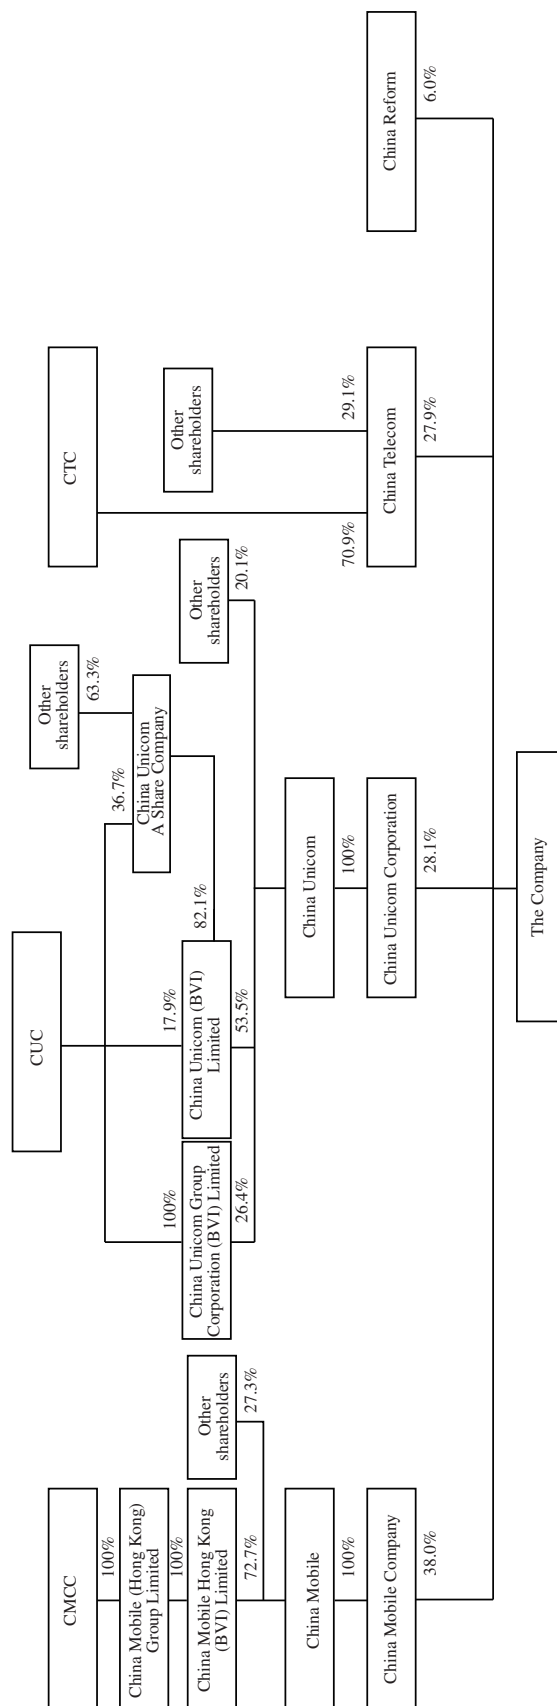 CMCC
100%
China Mobile (Hong Kong)
Group Limited
100%
China Mobile Hong Kong
(BVI) Limited
72.7%
Other
shareholders
27.3%
China Mobile
100%
China Mobile Company
38.0%
CUC
100%
China Unicom Group
Corporation (BVI) Limited
26.4%
17.9%
China Unicom (BVI)
Limited
53.5%
82.1%
36.7%
China Unicom
A Share Company
Other
shareholders
63.3%
Other
shareholders
20.1%
China Unicom
100%
China Unicom Corporation
28.1%
CTC
70.9%
Other
shareholders
29.1%
China Telecom
27.9%
China Reform
6.0%
The Company